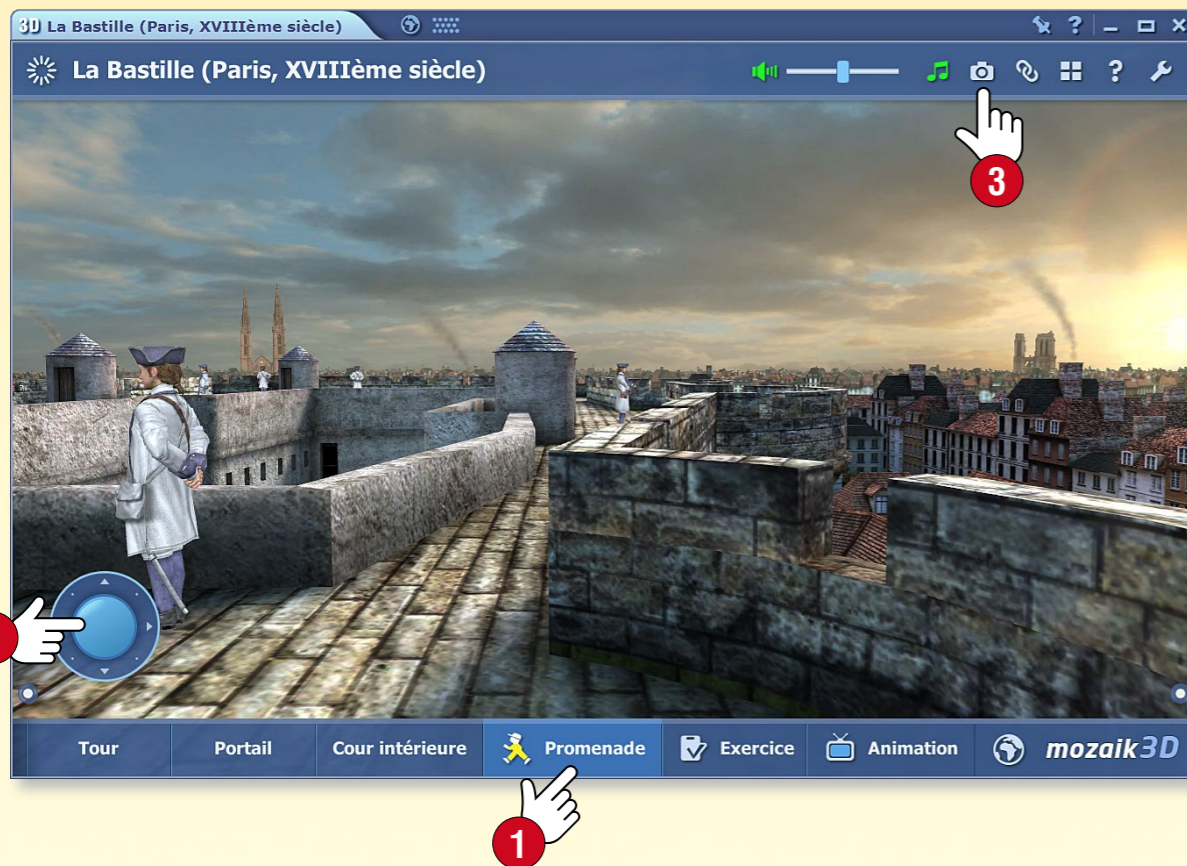 3D La Bastille (Paris, XVIIIème siècle)
?
La Bastille (Paris, XVIIIème siècle)
?
3
Tour Portail Cour intérieure Promenade Exercice Animation mozaik3D
1